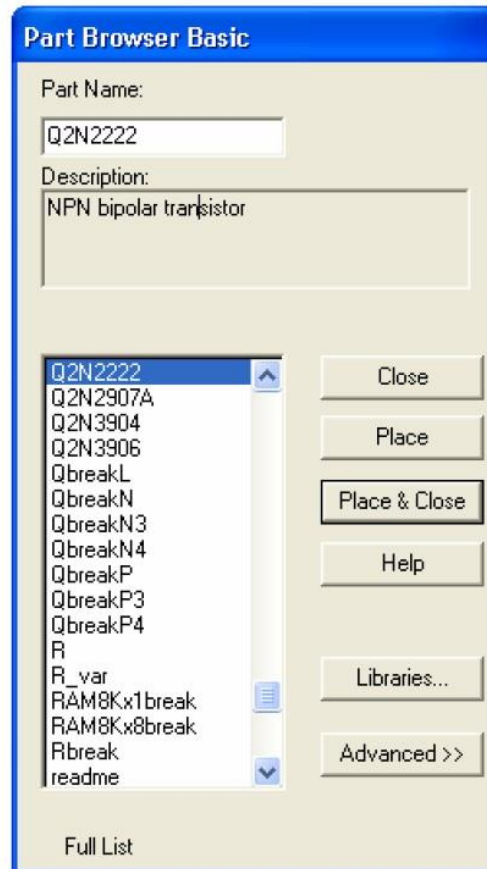 Part Browser Basic
Part Name:
Q2N2222
Description:
NPN bipolar transistor
Q2N2222
Q2N2907A
Q2N3904
Q2N3906
QbreakL
QbreakN
QbreakN3
QbreakN4
QbreakP
QbreakP3
QbreakP4
R
R_var
RAM8Kx1break
RAM8Kx8break
Rbreak
readme
Close
Place
Place & Close
Help
Libraries...
Advanced >>
Full List